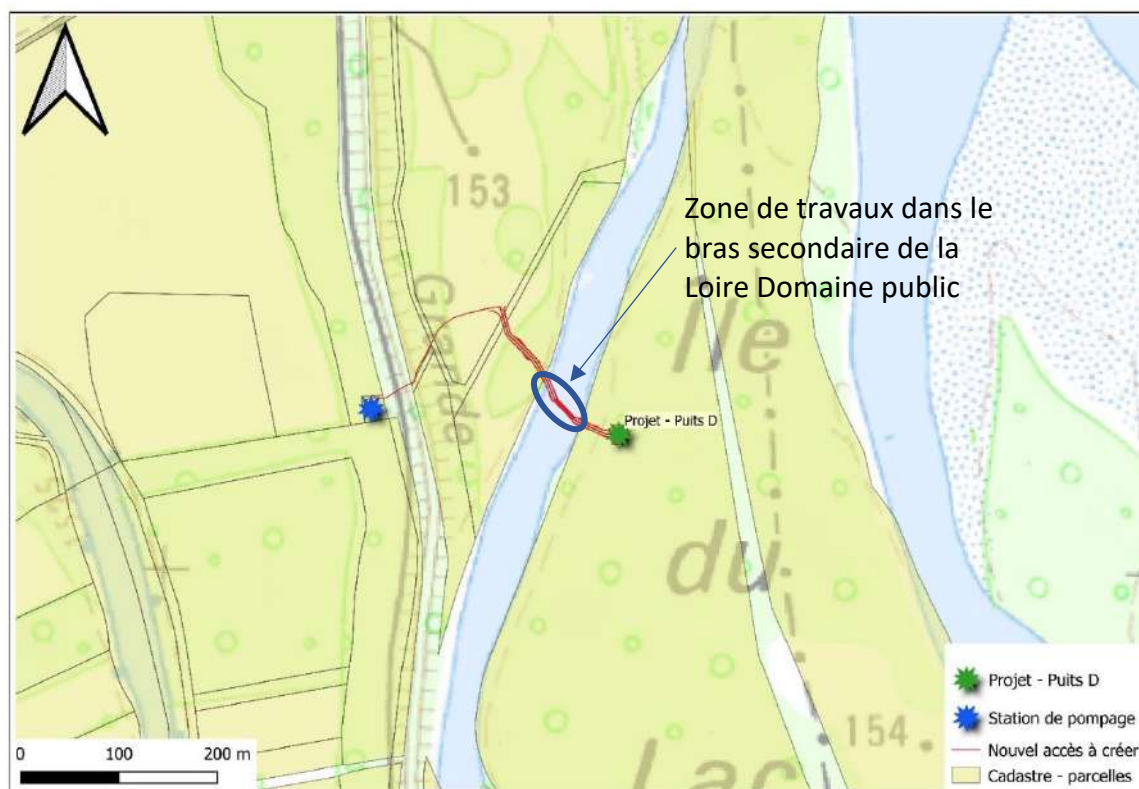 153
Zone de travaux dans le
bras secondaire de la
Loire Domaine public
Grande
Ile
Projet - Puits D
du
Lac
154
Projet - Puits D
Station de pompage
Nouvel accès à créer
Cadastre - parcelles
0 100 200 m